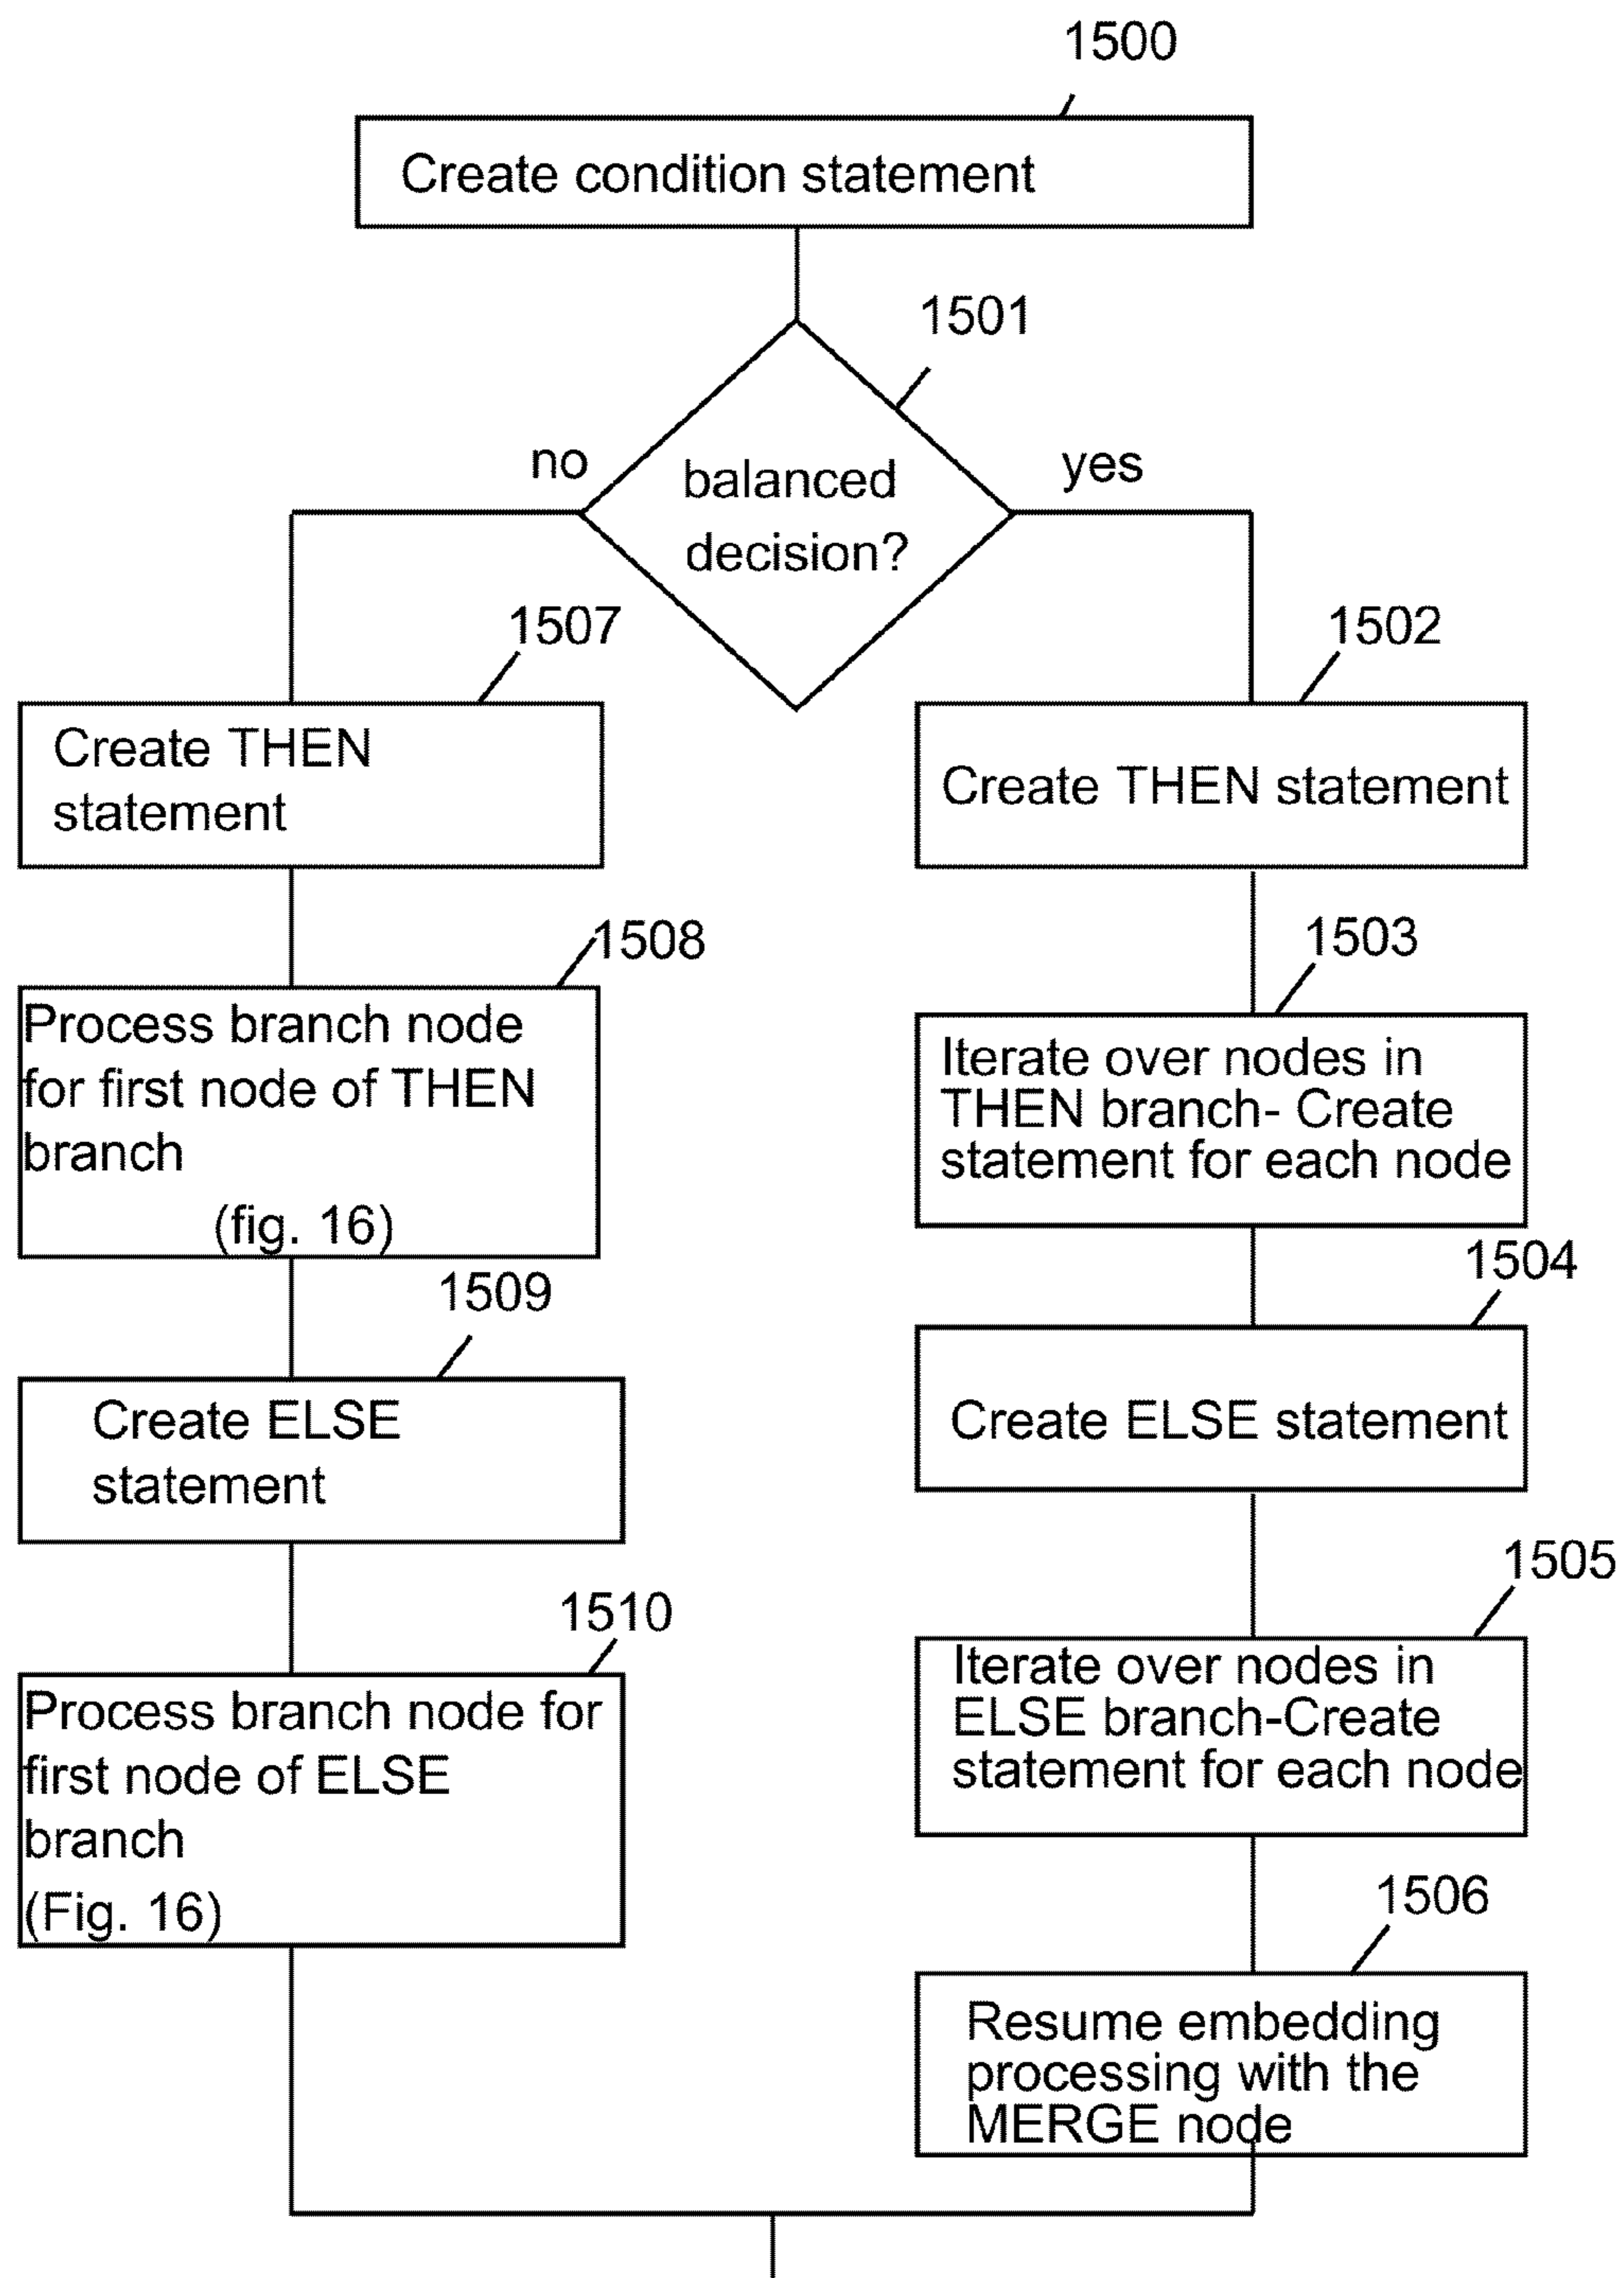 1500
Create condition statement
1501
no
yes
balanced
decision?
1507
1502
Create THEN
statement
Create THEN statement
1508
1503
Process branch node
for first node of THEN
branch
(fig. 16)
Iterate over nodes in
THEN branch- Create
statement for each node
1509
1504
Create ELSE
statement
Create ELSE statement
1510
1505
Process branch node for
first node of ELSE
branch
(Fig. 16)
Iterate over nodes in
ELSE branch-Create
statement for each node
1506
Resume embedding
processing with the
MERGE node